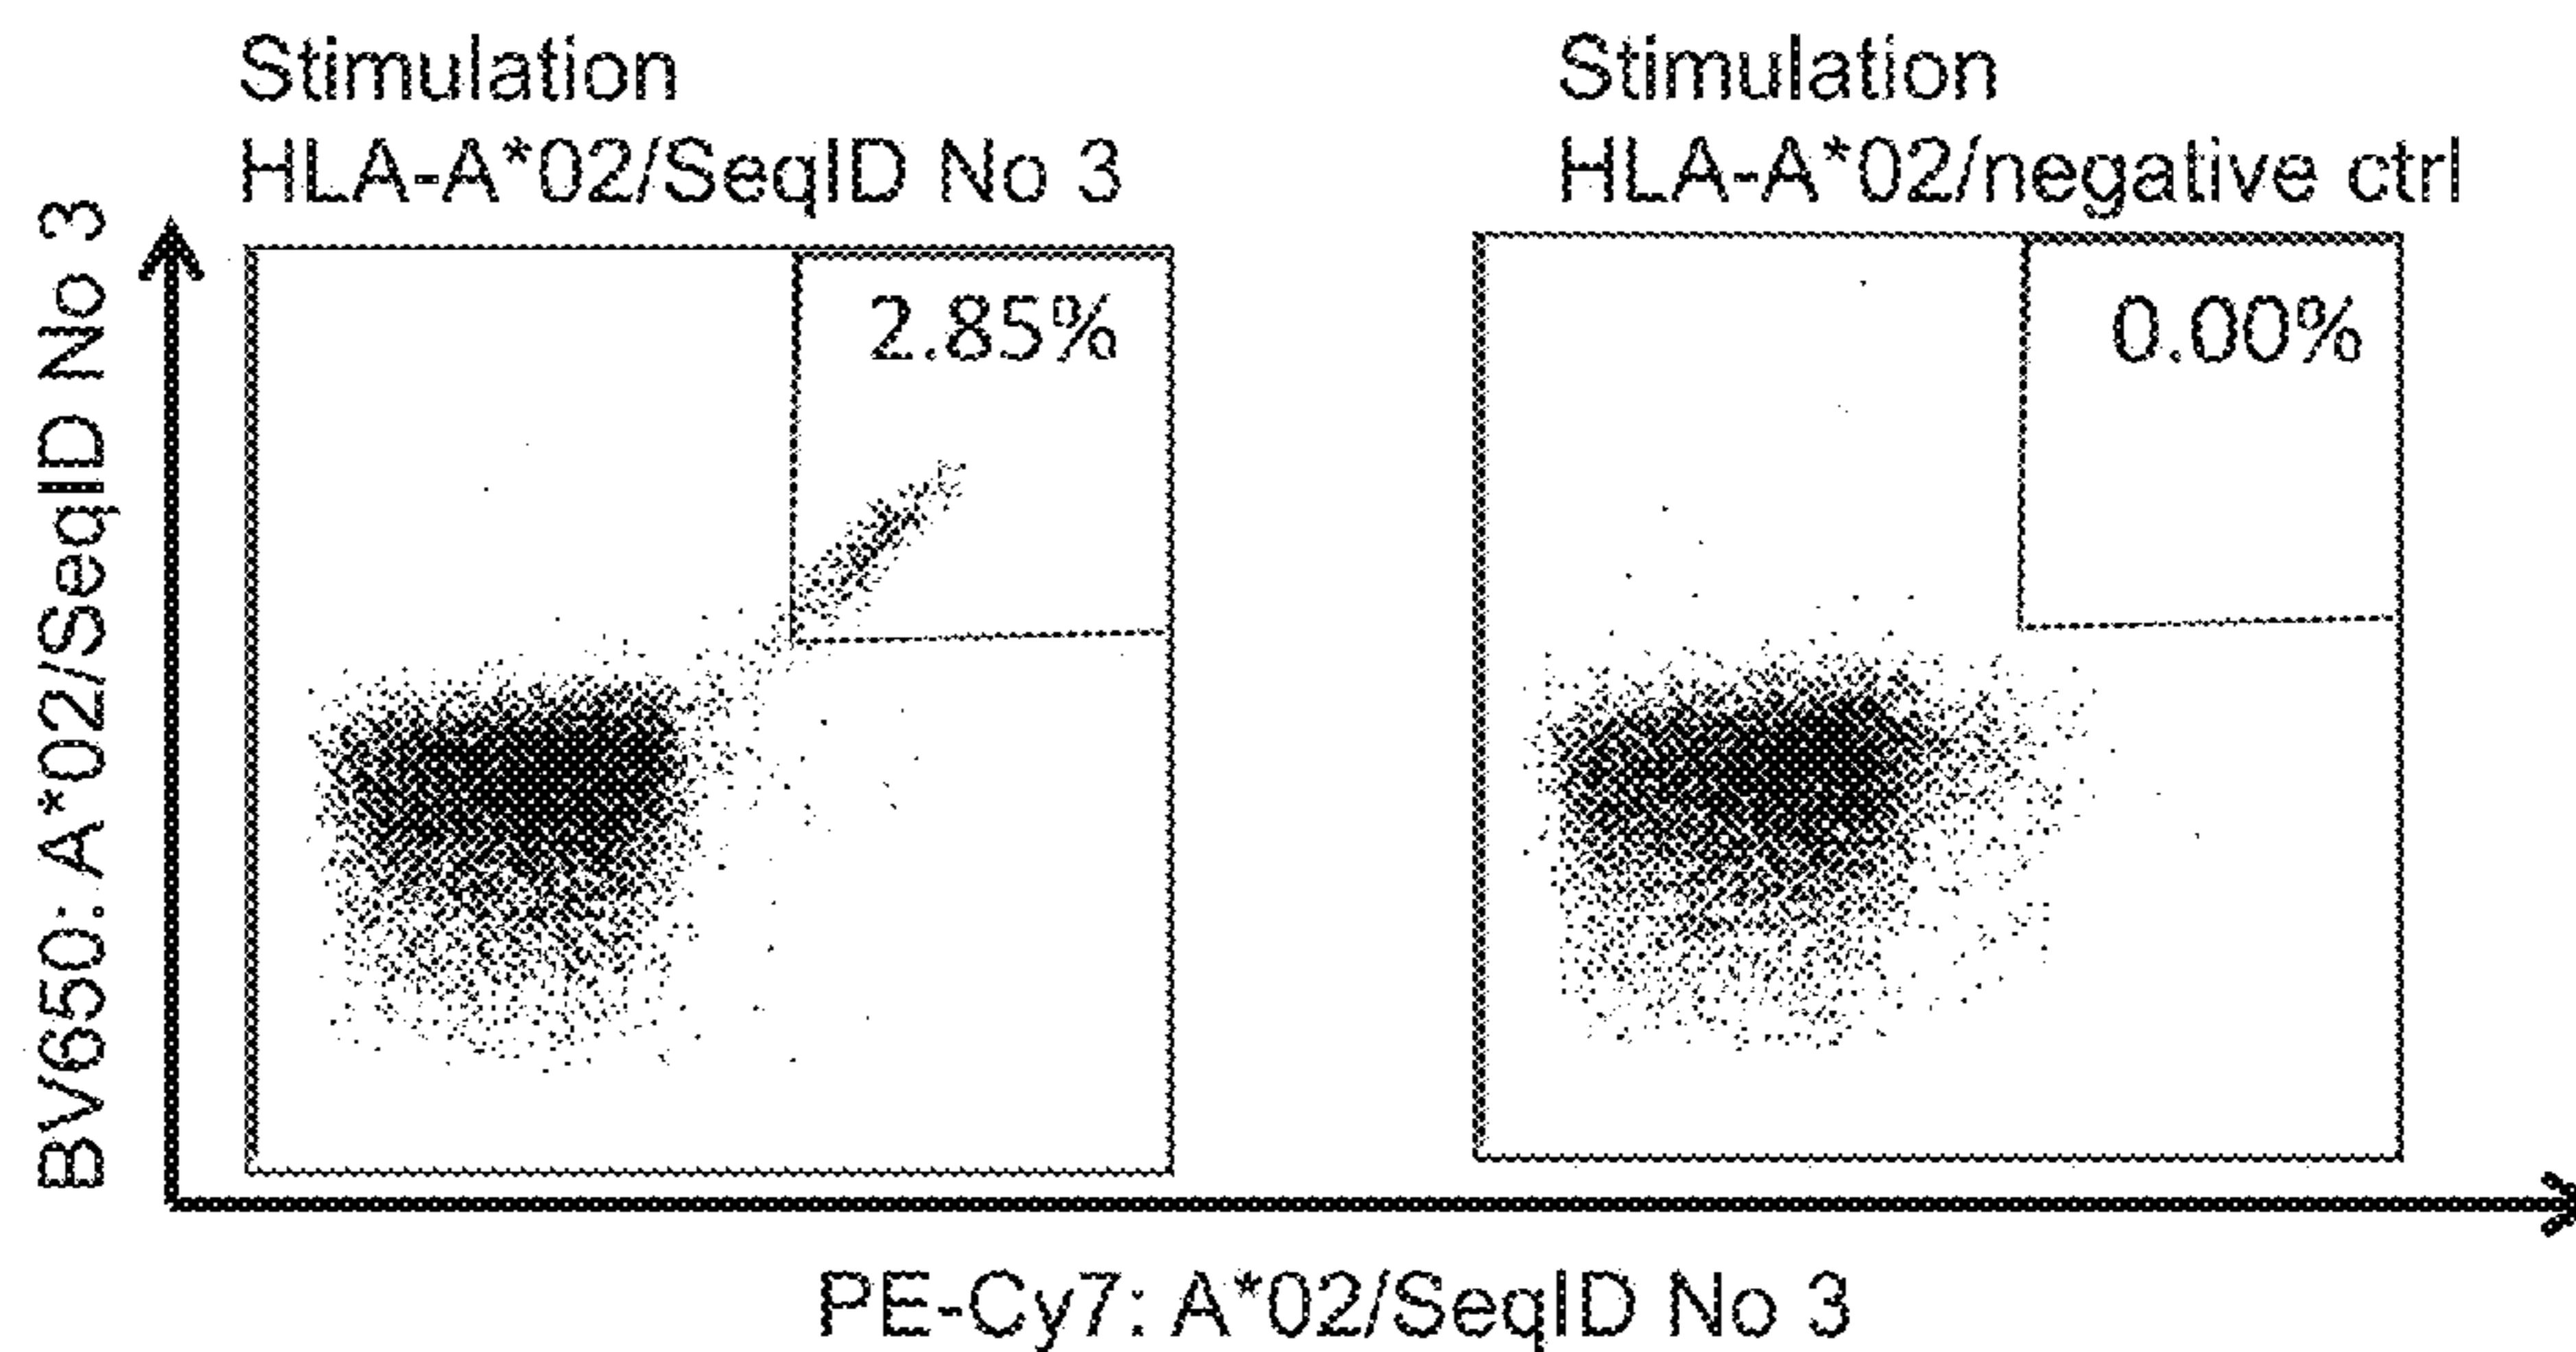 Stimulation
HLA-A*02/SeqID No 3
Stimulation
HLA-A*02/negative ctrl
BV650: A*02/SeqID No 3
2.85%
0.00%
PE-Cy7: A*02/SeqID No 3